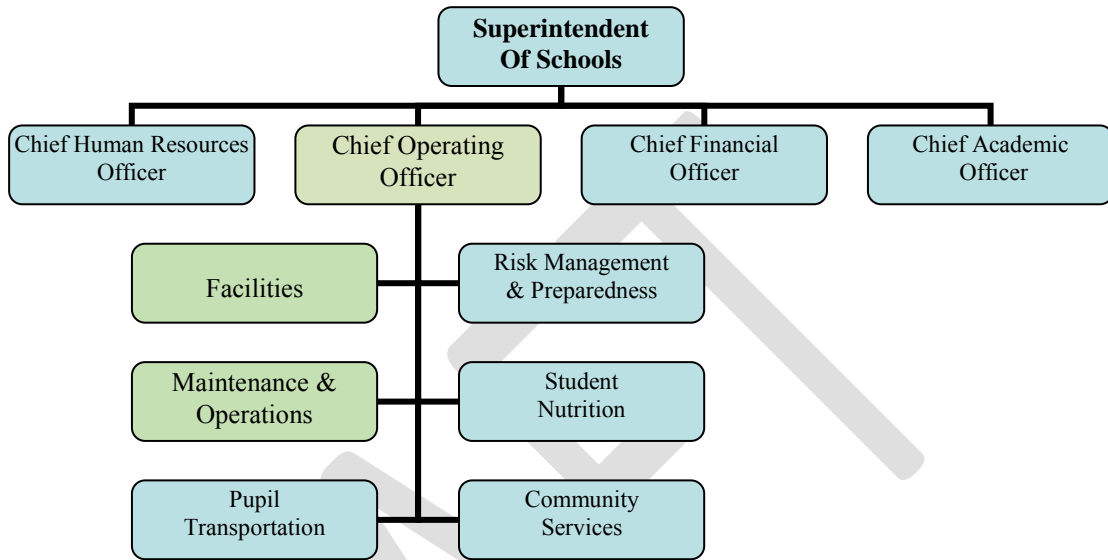 Superintendent
Of Schools
Chief Human Resources
Officer
Chief Operating
Officer
Chief Financial
Officer
Chief Academic
Officer
Facilities
Risk Management
& Preparedness
Maintenance &
Operations
Student
Nutrition
Pupil
Transportation
Community
Services